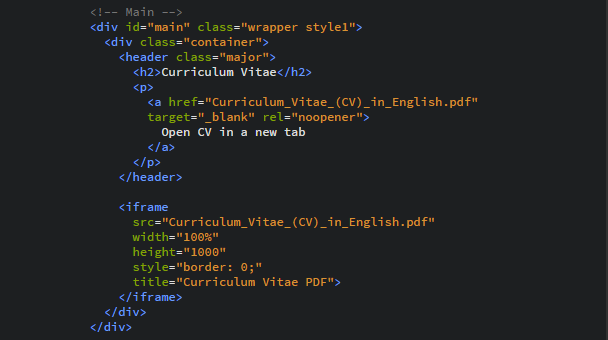 <!-- Main -->
<div id="main" class="wrapper style1">
<div class="container">
<header class="major">
<h2>Curriculum Vitae</h2>
<p>
<a href="Curriculum_Vitae_(CV)_in_English.pdf"
target="_blank" rel="noopener">
Open CV in a new tab
</a>
</p>
</header>
<iframe
src="Curriculum_Vitae_(CV)_in_English.pdf"
width="100%"
height="1000"
style="border: 0;"
title="Curriculum Vitae PDF">
</iframe>
</div>
</div>